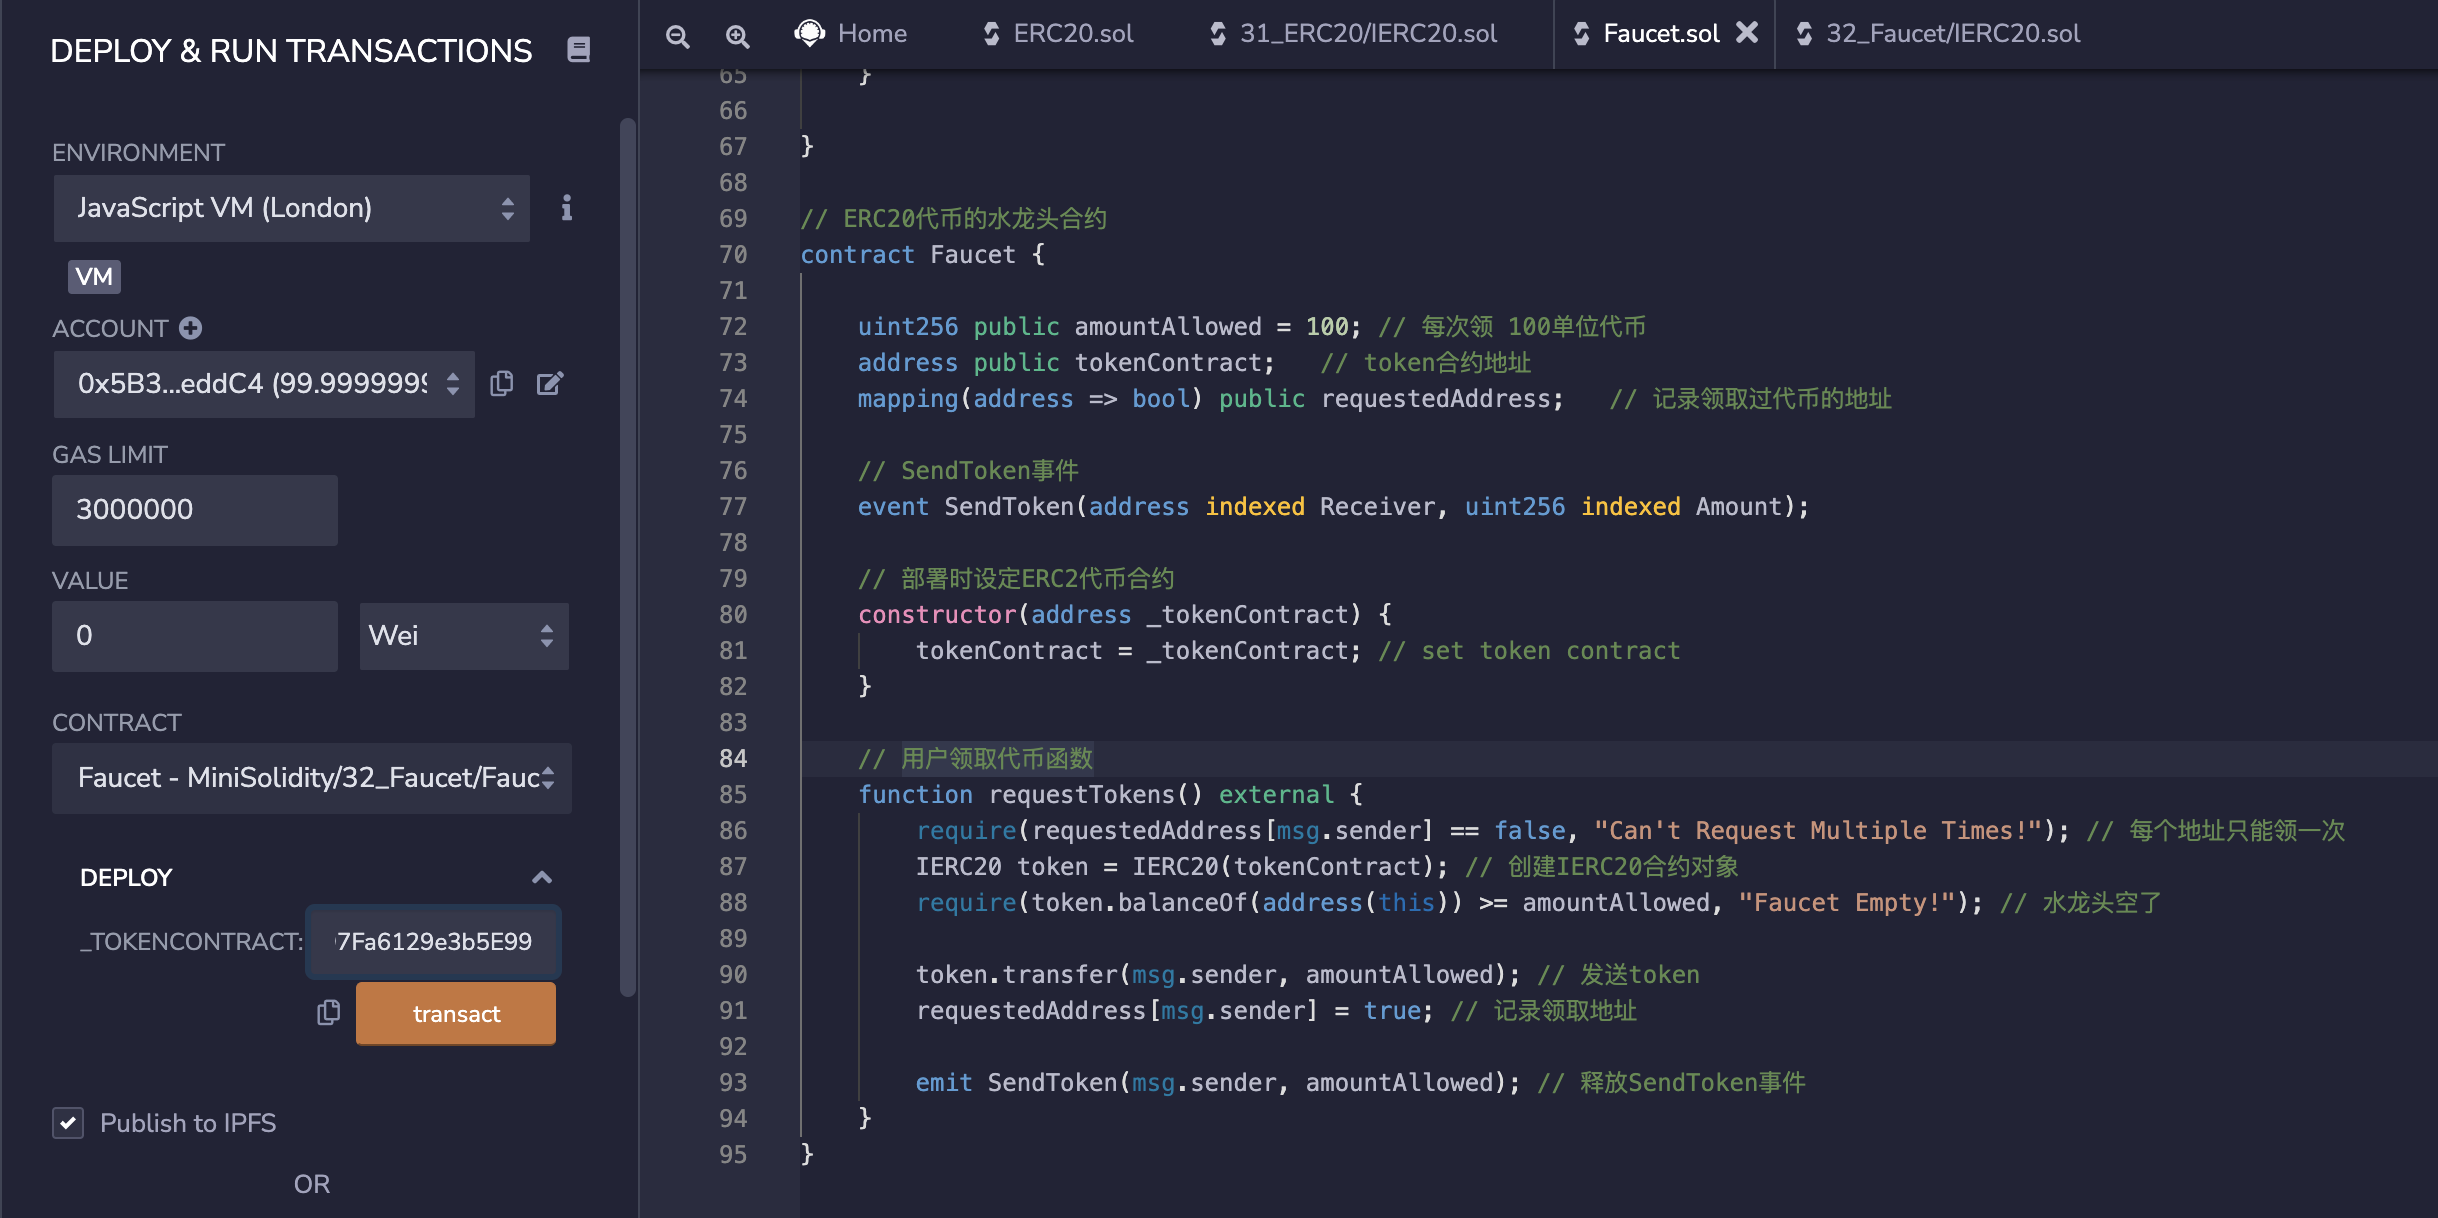 DEPLOY & RUN TRANSACTIONS
ENVIRONMENT
JavaScript VM (London)
VM
ACCOUNT
0x5B3...eddC4 (99.9999999
GAS LIMIT
3000000
VALUE
0
Wei
CONTRACT
Faucet - MiniSolidity/32_Faucet/Fauc
DEPLOY
_TOKENCONTRACT:
7Fa6129e3b5E99
transact
Publish to IPFS
OR
Home
ERC20.sol
31_ERC20/IERC20.sol
Faucet.sol
32_Faucet/IERC20.sol
65 }
66
67 }
68
69 // ERC20代币的水龙头合约
70 contract Faucet {
71
72 uint256 public amountAllowed = 100; // 每次领 100单位代币
73 address public tokenContract; // token合约地址
74 mapping(address => bool) public requestedAddress; // 记录领取过代币的地址
75
76 // SendToken事件
77 event SendToken(address indexed Receiver, uint256 indexed Amount);
78
79 // 部署时设定ERC2代币合约
80 constructor(address _tokenContract) {
81 tokenContract = _tokenContract; // set token contract
82 }
83
84 // 用户领取代币函数
85 function requestTokens() external {
86 require(requestedAddress[msg.sender] == false, "Can't Request Multiple Times!"); // 每个地址只能领一次
87 IERC20 token = IERC20(tokenContract); // 创建IERC20合约对象
88 require(token.balanceOf(address(this)) >= amountAllowed, "Faucet Empty!"); // 水龙头空了
89
90 token.transfer(msg.sender, amountAllowed); // 发送token
91 requestedAddress[msg.sender] = true; // 记录领取地址
92
93 emit SendToken(msg.sender, amountAllowed); // 释放SendToken事件
94 }
95 }